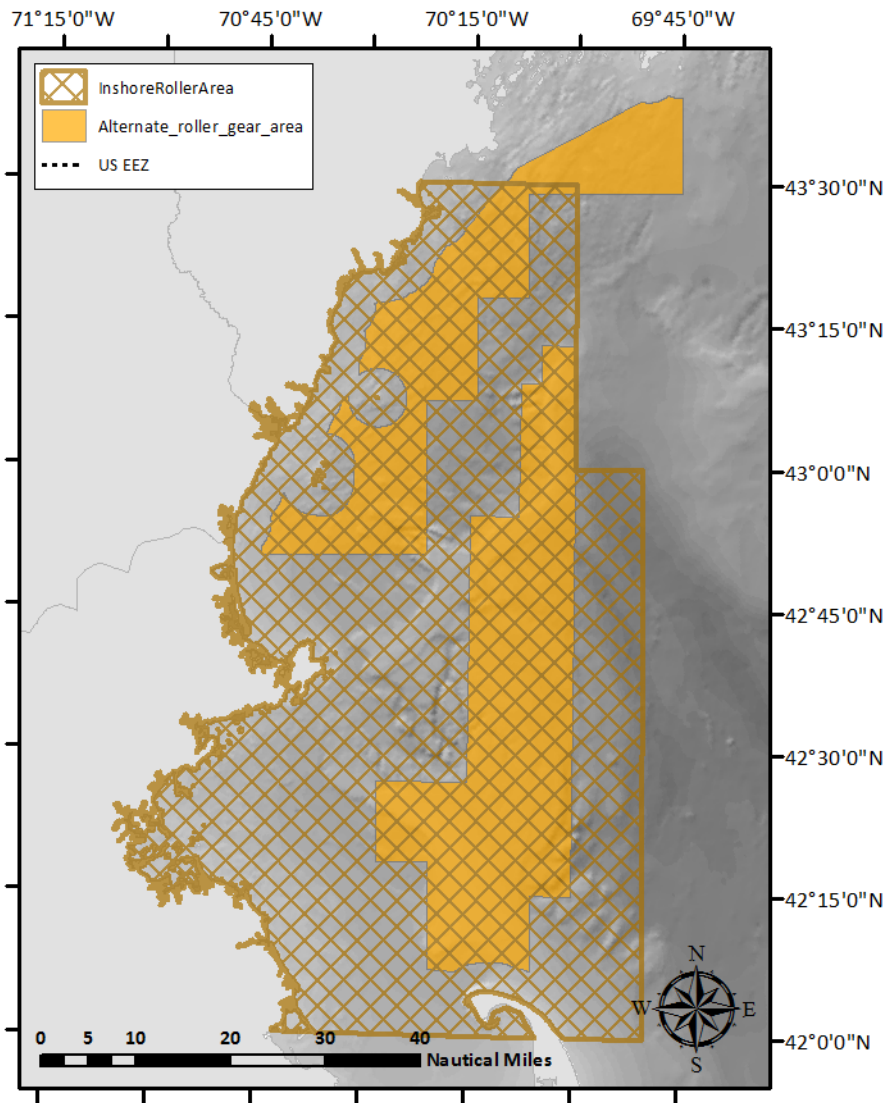 71°15'0"W 70°45'0"W 70°15'0"W 69°45'0"W
InshoreRollerArea
Alternate_roller_gear_area
US EEZ
43°30'0"N
43°15'0"N
43°0'0"N
42°45'0"N
42°30'0"N
42°15'0"N
N
W E
S
42°0'0"N
0 5 10 20 30 40
Nautical Miles